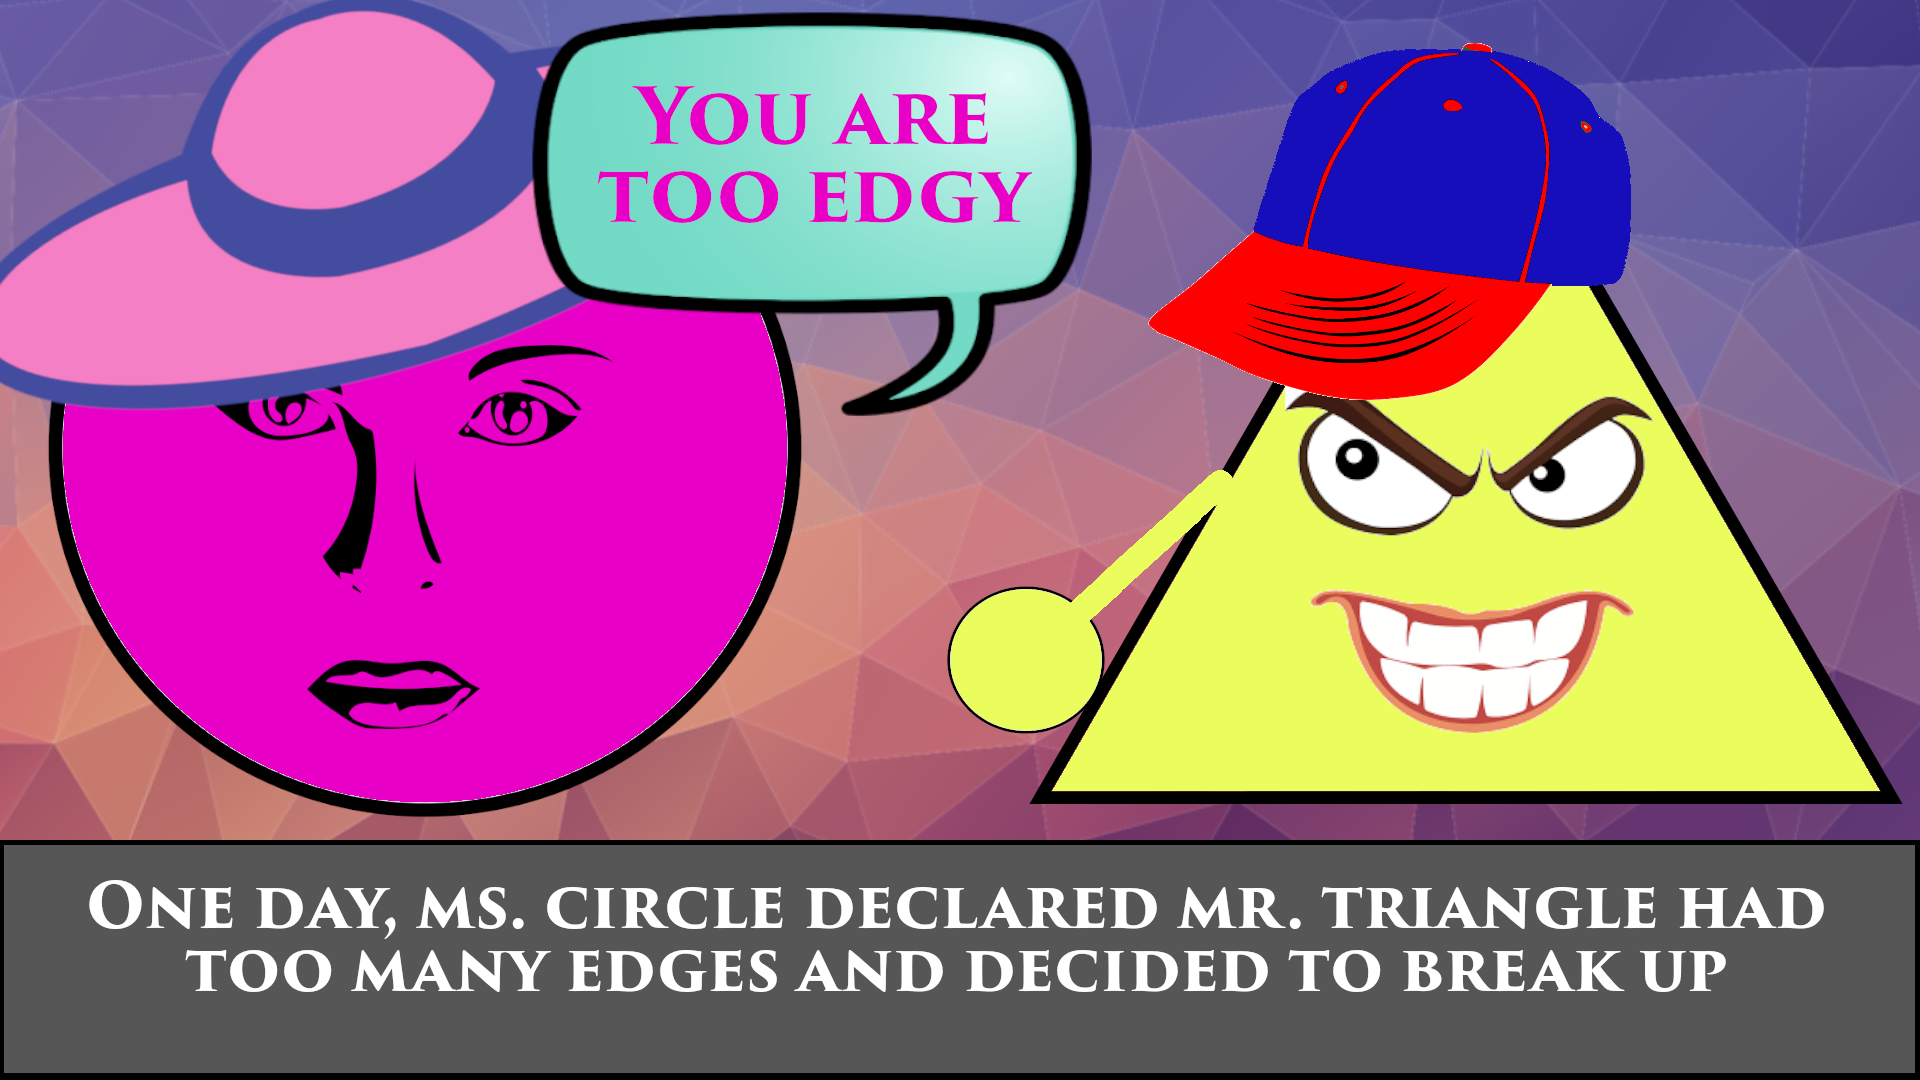 You are
too edgy
One day, ms. circle declared mr. triangle had
too many edges and decided to break up